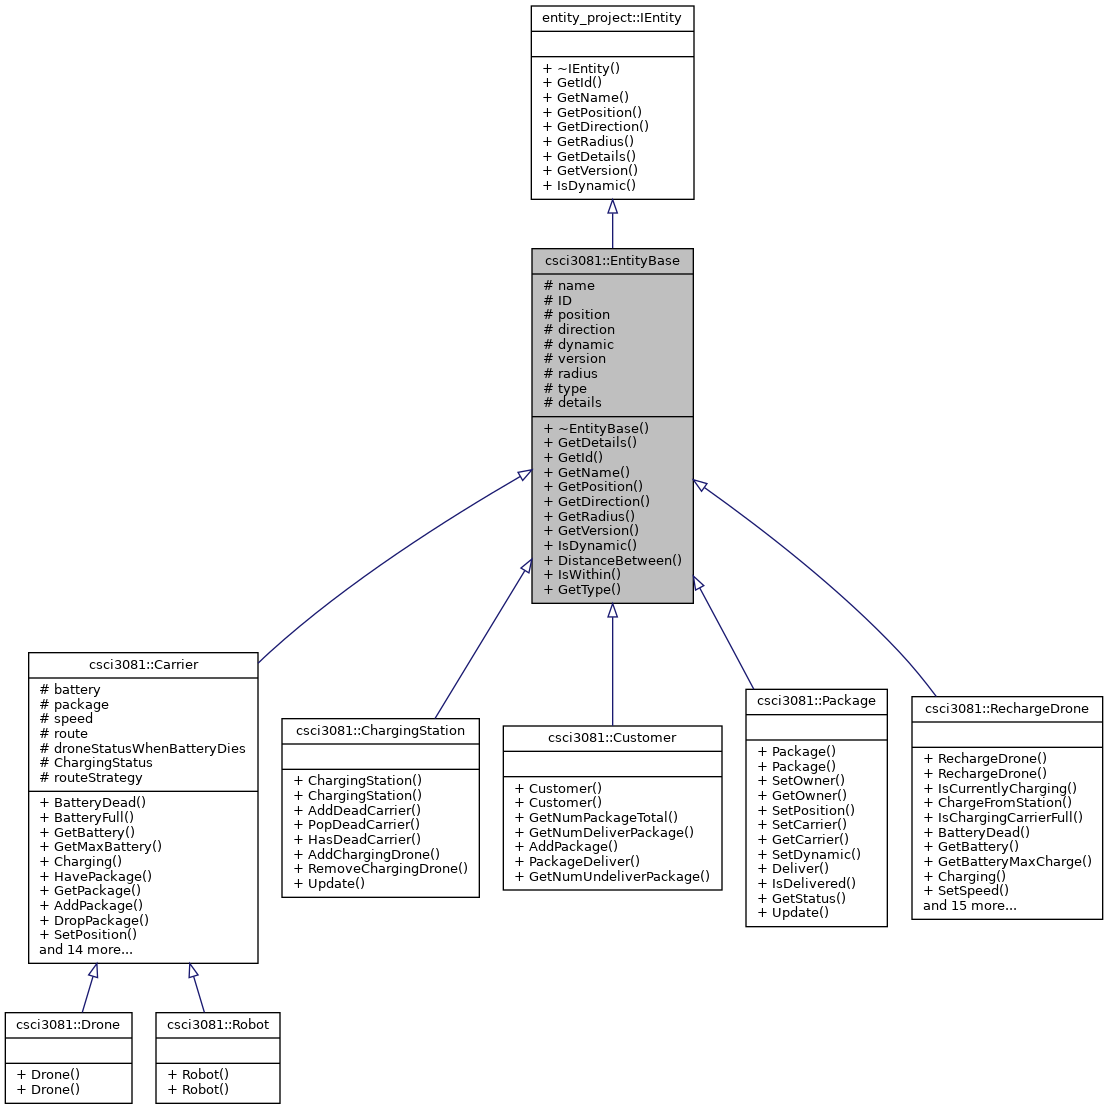 entity_project::IEntity
+ ~IEntity()
+ GetId()
+ GetName()
+ GetPosition()
+ GetDirection()
+ GetRadius()
+ GetDetails()
+ GetVersion()
+ IsDynamic()
csci3081::EntityBase
# name
# ID
# position
# direction
# dynamic
# version
# radius
# type
# details
+ ~EntityBase()
+ GetDetails()
+ GetId()
+ GetName()
+ GetPosition()
+ GetDirection()
+ GetRadius()
+ GetVersion()
+ IsDynamic()
+ DistanceBetween()
+ IsWithin()
+ GetType()
csci3081::Carrier
# battery
# package
# speed
# route
# droneStatusWhenBatteryDies
# ChargingStatus
# routeStrategy
+ BatteryDead()
+ BatteryFull()
+ GetBattery()
+ GetMaxBattery()
+ Charging()
+ HavePackage()
+ GetPackage()
+ AddPackage()
+ DropPackage()
+ SetPosition()
and 14 more...
csci3081::ChargingStation
+ ChargingStation()
+ ChargingStation()
+ AddDeadCarrier()
+ PopDeadCarrier()
+ HasDeadCarrier()
+ AddChargingDrone()
+ RemoveChargingDrone()
+ Update()
csci3081::Customer
+ Customer()
+ Customer()
+ GetNumPackageTotal()
+ GetNumDeliverPackage()
+ AddPackage()
+ PackageDeliver()
+ GetNumUndeliverPackage()
csci3081::Package
+ Package()
+ Package()
+ SetOwner()
+ GetOwner()
+ SetPosition()
+ SetCarrier()
+ GetCarrier()
+ SetDynamic()
+ Deliver()
+ IsDelivered()
+ GetStatus()
+ Update()
csci3081::RechargeDrone
+ RechargeDrone()
+ RechargeDrone()
+ IsCurrentlyCharging()
+ ChargeFromStation()
+ IsChargingCarrierFull()
+ BatteryDead()
+ GetBattery()
+ GetBatteryMaxCharge()
+ Charging()
+ SetSpeed()
and 15 more...
csci3081::Drone
+ Drone()
+ Drone()
csci3081::Robot
+ Robot()
+ Robot()